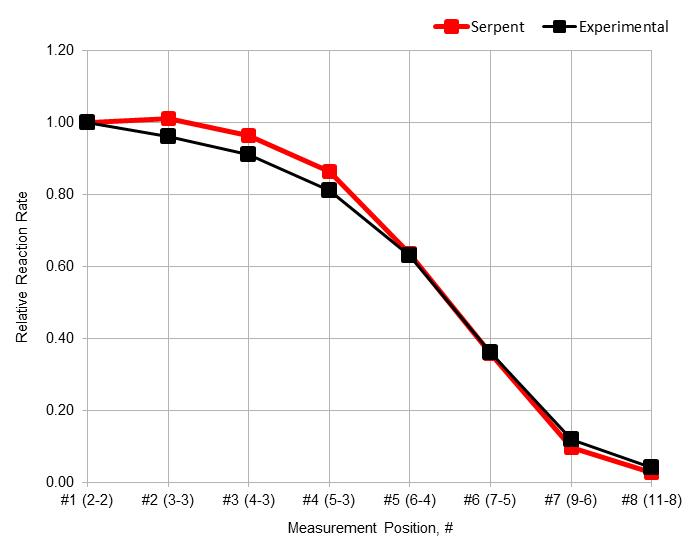 Serpent Experimental
1.20
1.00
0.80
0.60
0.40
0.20
0.00
Relative Reaction Rate
#1 (2-2) #2 (3-3) #3 (4-3) #4 (5-3) #5 (6-4) #6 (7-5) #7 (9-6) #8 (11-8)
Measurement Position, #